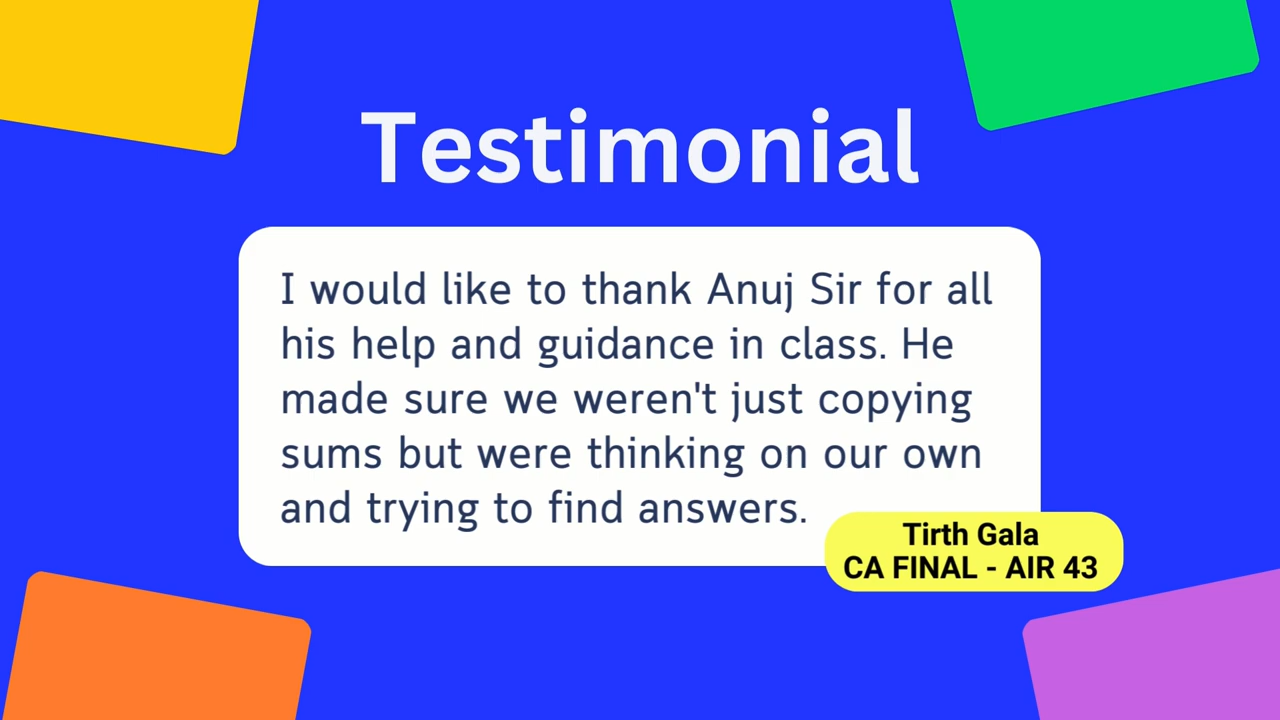 Testimonial
I would like to thank Anuj Sir for all
his help and guidance in class. He
made sure we weren't just copying
sums but were thinking on our own
and trying to find answers.
Tirth Gala
CA FINAL - AIR 43